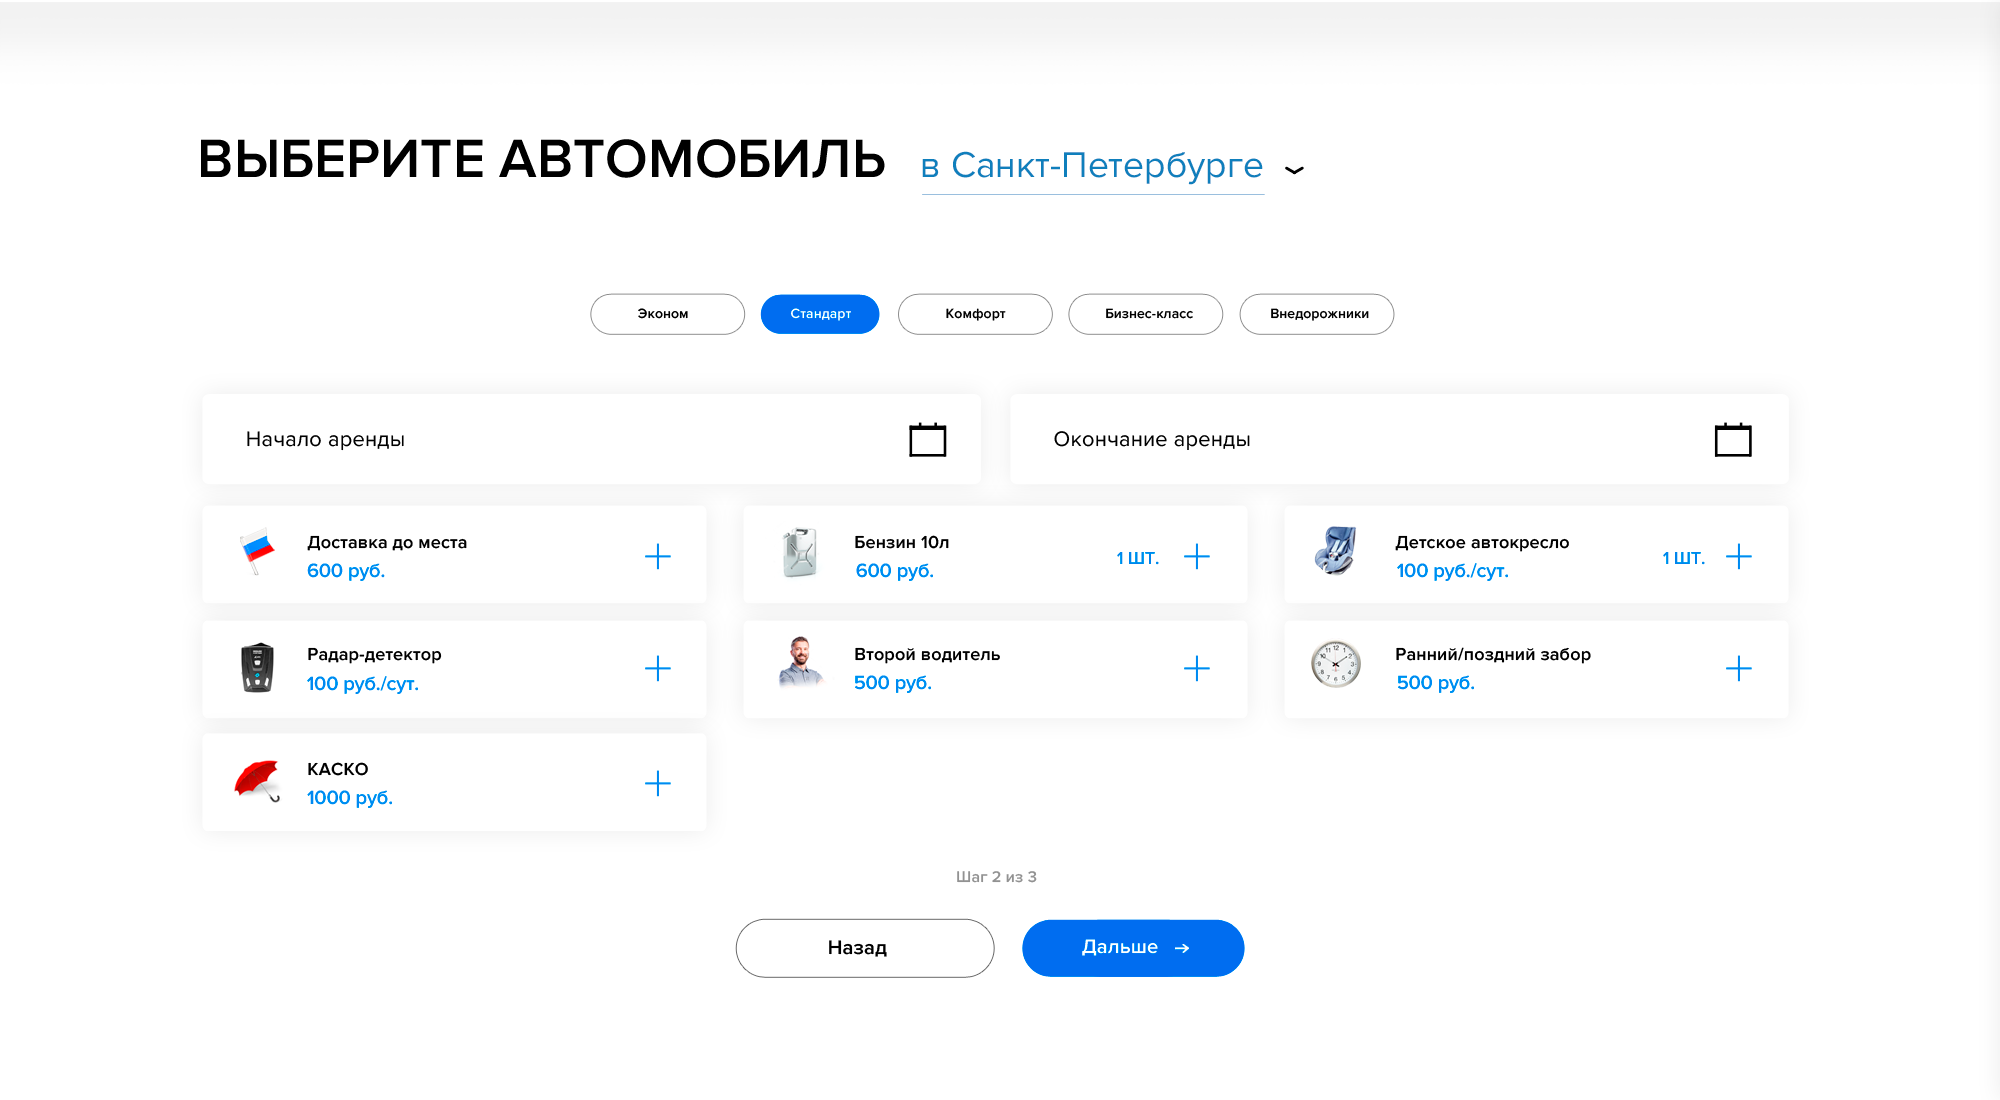 ВЫБЕРИТЕ АВТОМОБИЛЬ в Санкт-Петербурге
Эконом
Стандарт
Комфорт
Бизнес-класс
Внедорожники
Начало аренды
Окончание аренды
Доставка до места
600 руб.
Бензин 10л
600 руб.
1 ШТ.
Детское автокресло
100 руб./сут.
1 ШТ.
Радар-детектор
100 руб./сут.
Второй водитель
500 руб.
Ранний/поздний забор
500 руб.
КАСКО
1000 руб.
Шаг 2 из 3
Назад
Дальше →